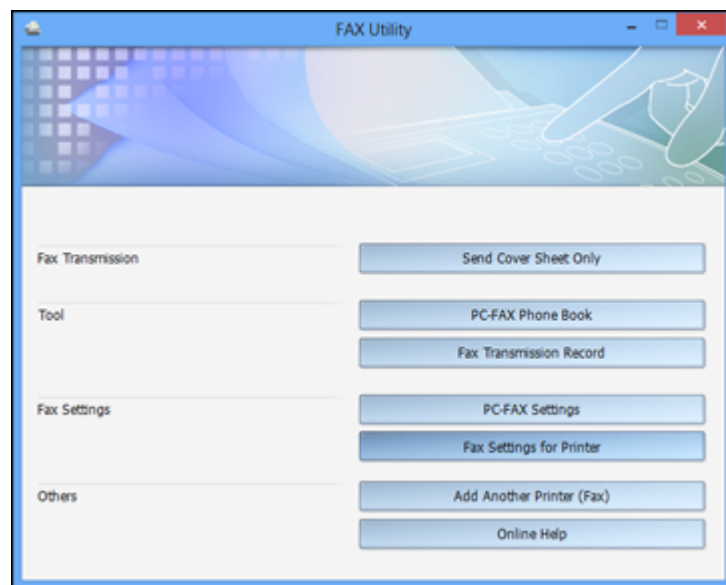 FAX Utility
Fax Transmission
Send Cover Sheet Only
Tool
PC-FAX Phone Book
Fax Transmission Record
Fax Settings
PC-FAX Settings
Fax Settings for Printer
Others
Add Another Printer (Fax)
Online Help